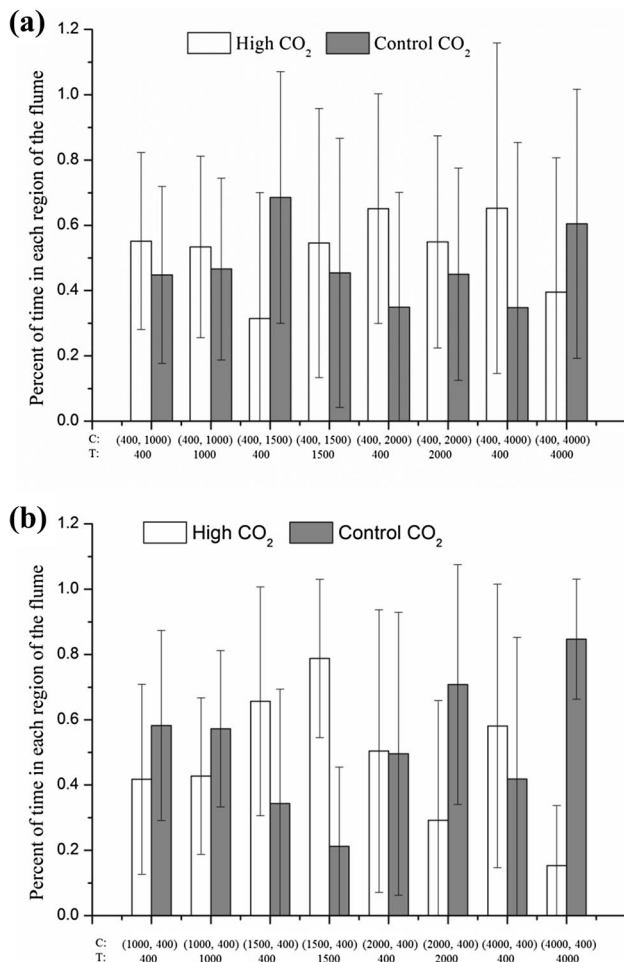 (a)
1.2
High CO2
Control CO2
1.0
0.8
0.6
0.4
0.2
0.0
Percent of time in each region of the flume
C: (400, 1000) (400, 1000) (400, 1500) (400, 1500) (400, 2000) (400, 2000) (400, 4000) (400, 4000)
T: 400 1000 400 1500 400 2000 400 4000
(b)
1.2
High CO2
Control CO2
1.0
0.8
0.6
0.4
0.2
0.0
Percent of time in each region of the flume
C: (1000, 400) (1000, 400) (1500, 400) (1500, 400) (2000, 400) (2000, 400) (4000, 400) (4000, 400)
T: 400 1000 400 1500 400 2000 400 4000